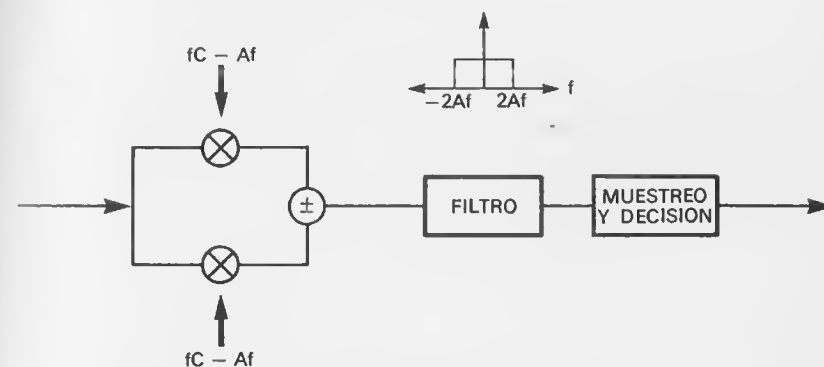 fC − Af
f
−2Af 2Af
±
FILTRO
MUESTREO
Y DECISION
fC − Af